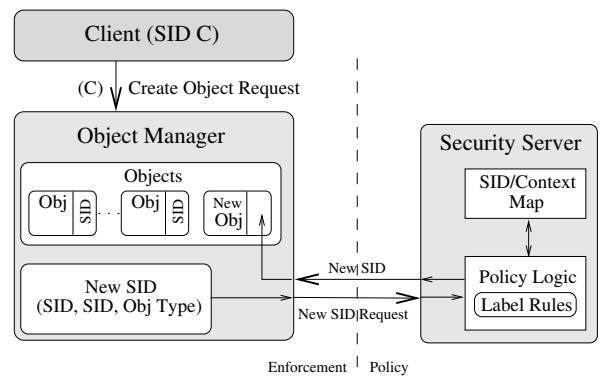 Client (SID C)
(C) Create Object Request
Object Manager
Objects
Obj SID . . . Obj SID New Obj
New SID
(SID, SID, Obj Type)
New SID
New SID Request
Security Server
SID/Context
Map
Policy Logic
Label Rules
Enforcement Policy